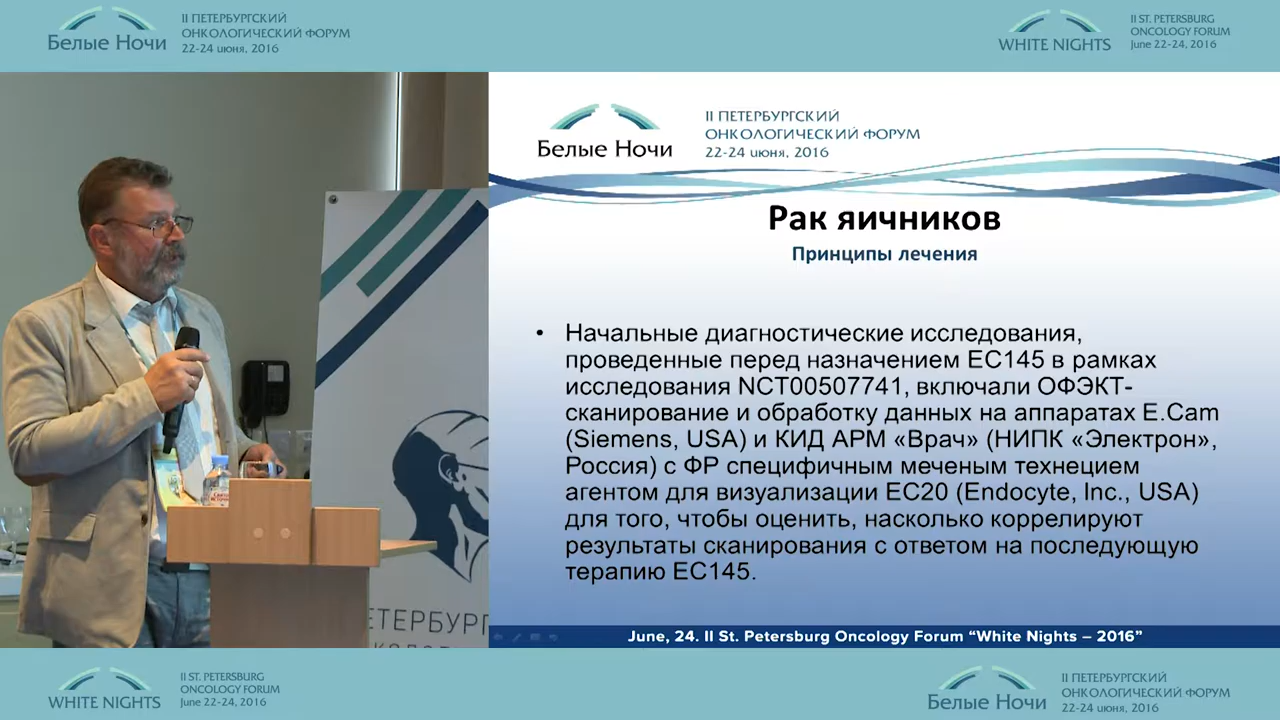 Белые Ночи
II ПЕТЕРБУРГСКИЙ
ОНКОЛОГИЧЕСКИЙ ФОРУМ
22-24 июня, 2016
WHITE NIGHTS
II ST. PETERSBURG
ONCOLOGY FORUM
June 22-24, 2016
Белые Ночи
II ПЕТЕРБУРГСКИЙ
ОНКОЛОГИЧЕСКИЙ ФОРУМ
22-24 июня, 2016
Рак яичников
Принципы лечения
• Начальные диагностические исследования,
проведенные перед назначением ЕС145 в рамках
исследования NCT00507741, включали ОФЭКТ-
сканирование и обработку данных на аппаратах E.Cam
(Siemens, USA) и КИД АРМ «Врач» (НИПК «Электрон»,
Россия) с ФР специфичным меченым технецием
агентом для визуализации ЕС20 (Endocyte, Inc., USA)
для того, чтобы оценить, насколько коррелируют
результаты сканирования с ответом на последующую
терапию ЕС145.
ЕТЕРБУРГ
June, 24. II St. Petersburg Oncology Forum “White Nights – 2016”
WHITE NIGHTS
II ST. PETERSBURG
ONCOLOGY FORUM
June 22-24, 2016
Белые Ночи
II ПЕТЕРБУРГСКИЙ
ОНКОЛОГИЧЕСКИЙ ФОРУМ
22-24 июня, 2016